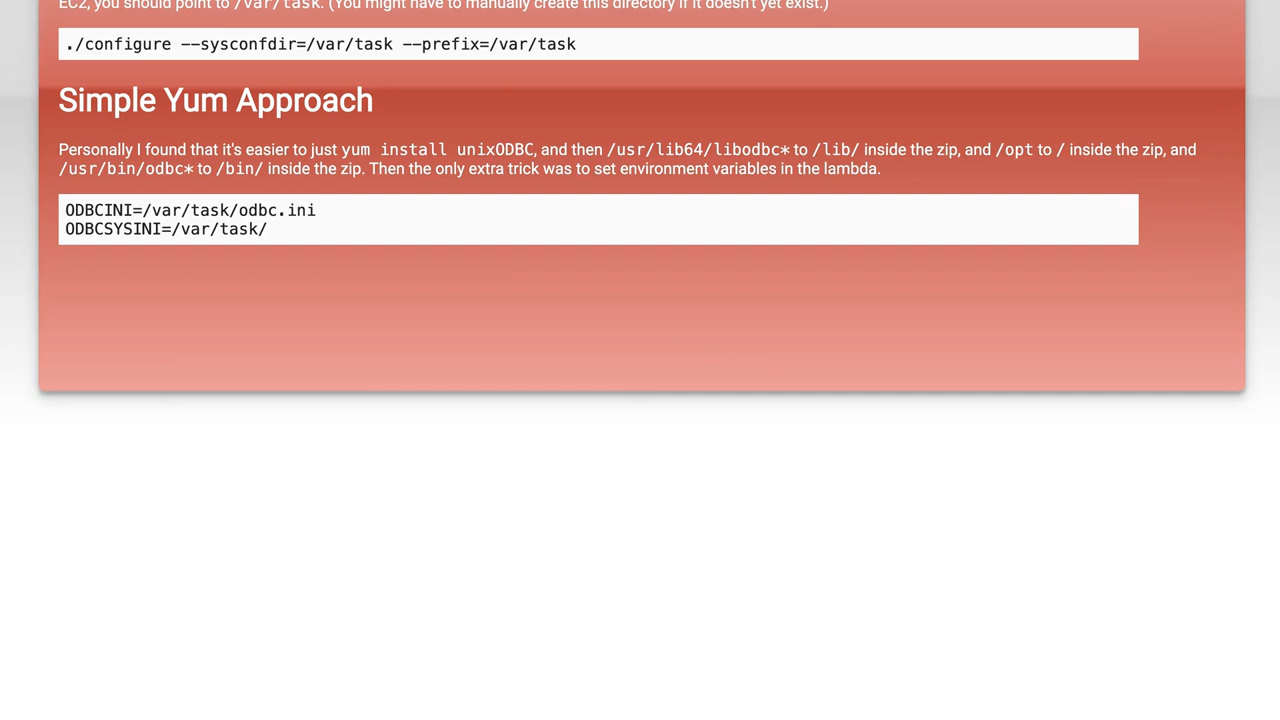 EC2, you should point to /var/task. (You might have to manually create this directory if it doesn't yet exist.)
./configure --sysconfdir=/var/task --prefix=/var/task
Simple Yum Approach
Personally I found that it's easier to just yum install unixODBC, and then /usr/lib64/libodbc* to /lib/ inside the zip, and /opt to / inside the zip, and
/usr/bin/odbc* to /bin/ inside the zip. Then the only extra trick was to set environment variables in the lambda.
ODBCINI=/var/task/odbc.ini
ODBCSYSINI=/var/task/